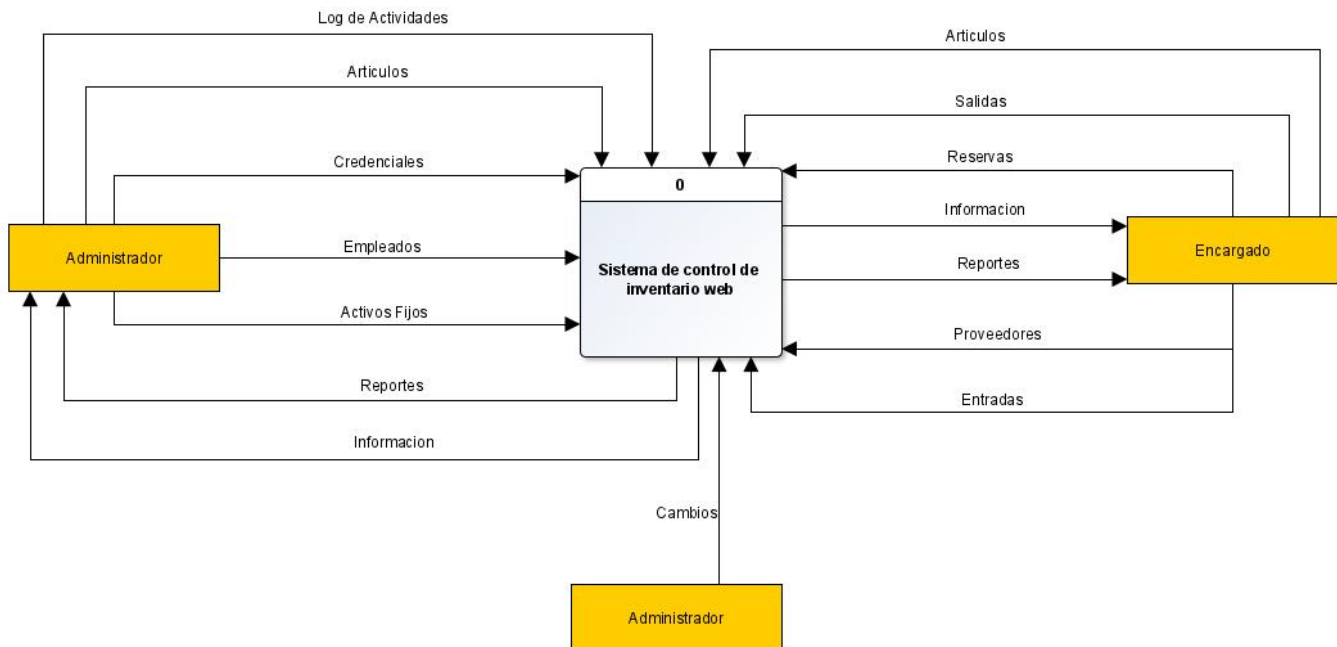 Log de Actividades
Articulos
Articulos
Salidas
Credenciales
Reservas
0
Informacion
Administrador
Empleados
Sistema de control de
inventario web
Encargado
Reportes
Activos Fijos
Proveedores
Reportes
Entradas
Informacion
Cambios
Administrador